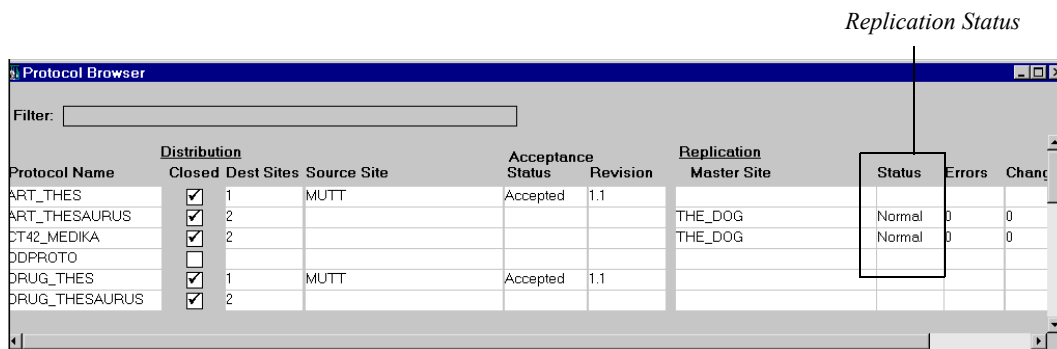 Replication Status
Protocol Browser
Filter:
Distribution Acceptance Replication
Protocol Name Closed Dest Sites Source Site Status Revision Master Site Status Errors Chang
ART_THES 1 MUTT Accepted 1.1
ART_THESAURUS 2 THE_DOG Normal 0 0
CT42_MEDIKA 2 THE_DOG Normal 0 0
DDPROTO
DRUG_THES 1 MUTT Accepted 1.1
DRUG_THESAURUS 2